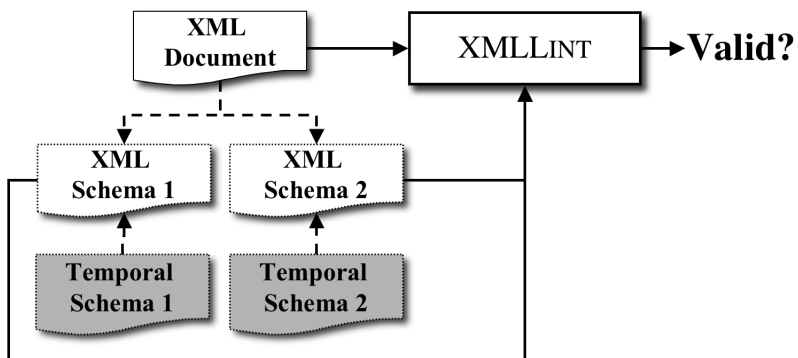 XML
Document
XMLLINT
Valid?
XML
Schema 1
XML
Schema 2
Temporal
Schema 1
Temporal
Schema 2